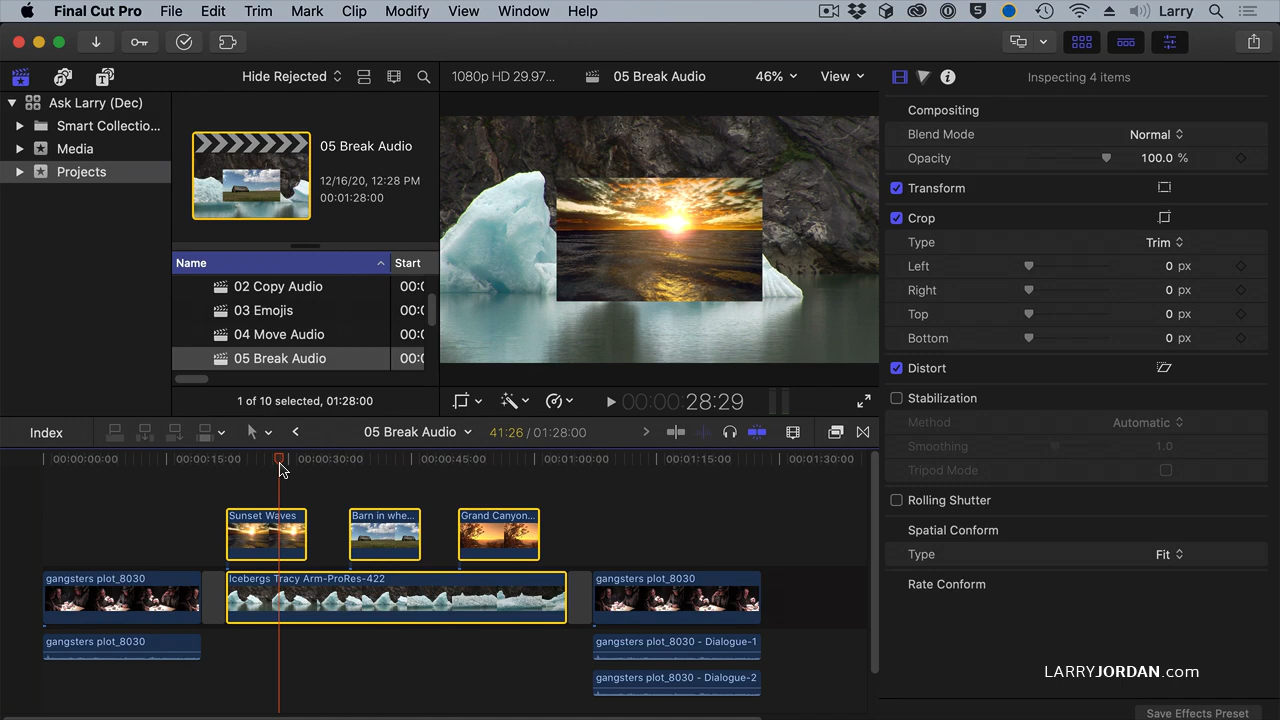 Final Cut Pro File Edit Trim Mark Clip Modify View Window Help Larry
Hide Rejected
1080p HD 29.97... 05 Break Audio 46% View
Inspecting 4 items
Ask Larry (Dec)
Smart Collectio...
Media
Projects
05 Break Audio
12/16/20, 12:28 PM
00:01:28:00
Name Start
02 Copy Audio 00:0
03 Emojis 00:0
04 Move Audio 00:0
05 Break Audio 00:0
1 of 10 selected, 01:28:00
00:00:00:28:29
Compositing
Blend Mode Normal
Opacity 100.0 %
Transform
Crop
Type Trim
Left 0 px
Right 0 px
Top 0 px
Bottom 0 px
Distort
Stabilization
Method Automatic
Smoothing 1.0
Tripod Mode
Rolling Shutter
Spatial Conform
Type Fit
Rate Conform
Index 05 Break Audio 41:26 / 01:28:00
00:00:00:00 00:00:15:00 00:00:30:00 00:00:45:00 00:01:00:00 00:01:15:00 00:01:30:00
Sunset Waves Barn in whe... Grand Canyon...
gangsters plot_8030 Icebergs Tracy Arm-ProRes-422 gangsters plot_8030
gangsters plot_8030 gangsters plot_8030 - Dialogue-1
gangsters plot_8030 - Dialogue-2
LARRYJORDAN.com
Save Effects Preset